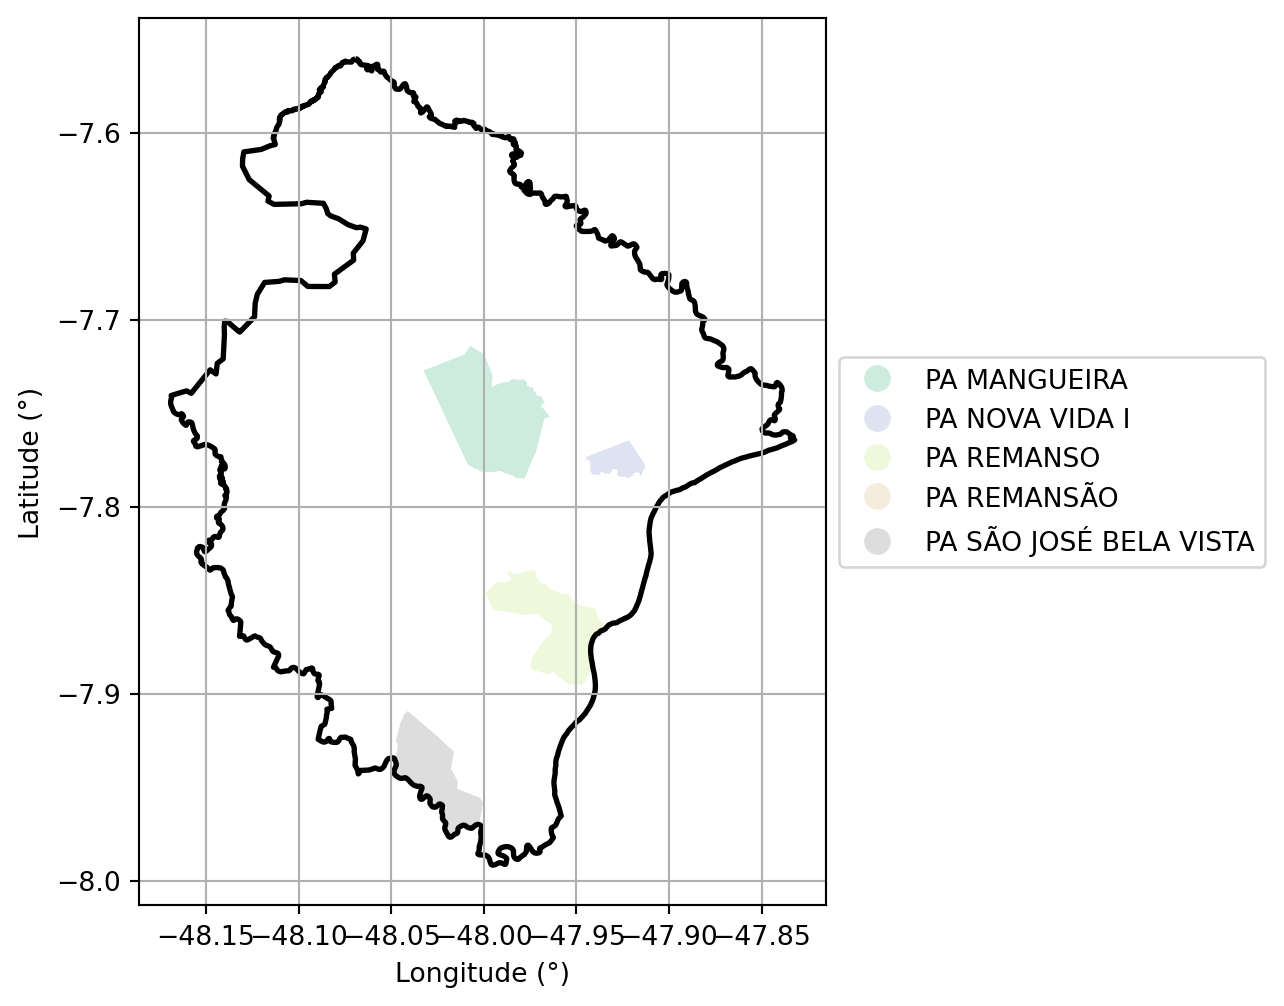 −7.6
−7.7
−7.8
−7.9
−8.0
Latitude (°)
−48.15 −48.10 −48.05 −48.00 −47.95 −47.90 −47.85
Longitude (°)
PA MANGUEIRA
PA NOVA VIDA I
PA REMANSO
PA REMANSÃO
PA SÃO JOSÉ BELA VISTA